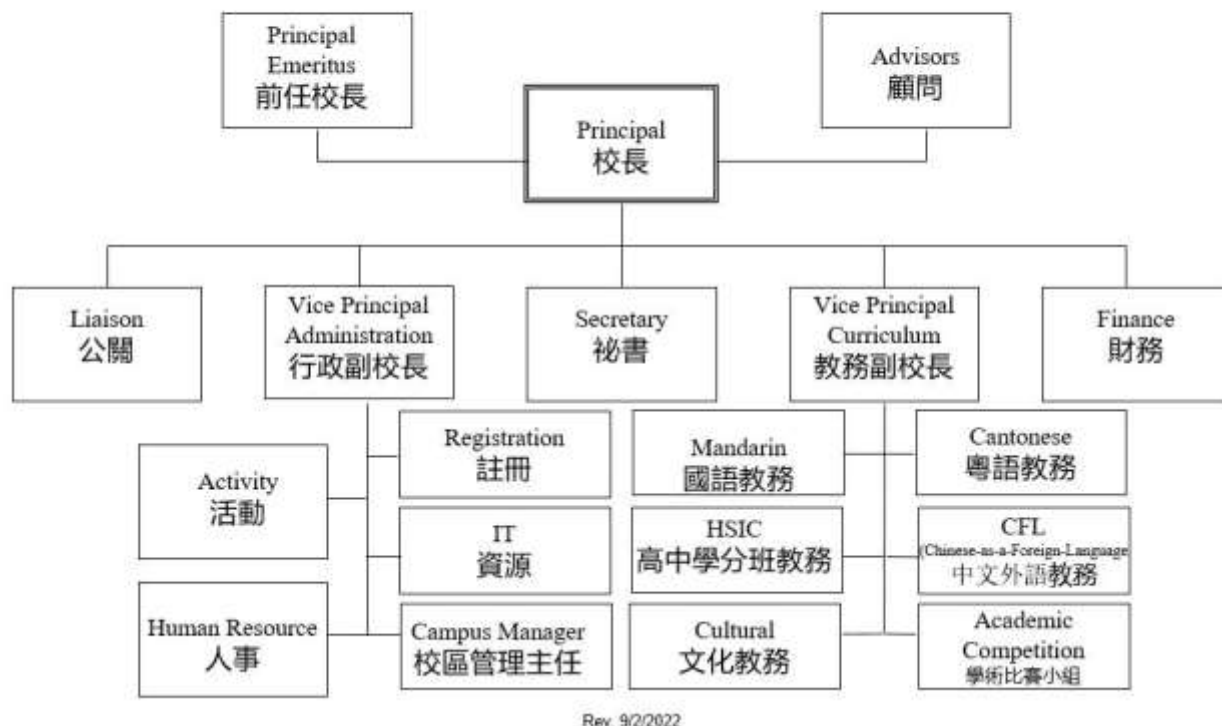 Principal
Emeritus
前任校長
Advisors
顧問
Principal
校長
Liaison
公關
Vice Principal
Administration
行政副校長
Secretary
祕書
Vice Principal
Curriculum
教務副校長
Finance
財務
Activity
活動
Registration
註冊
Mandarin
國語教務
Cantonese
粵語教務
IT
資源
HSIC
高中學分班教務
CFL
(Chinese-as-a-Foreign-Language
中文外語教務
Human Resource
人事
Campus Manager
校區管理主任
Cultural
文化教務
Academic
Competition
學術比賽小組
Rev. 9/2/2022